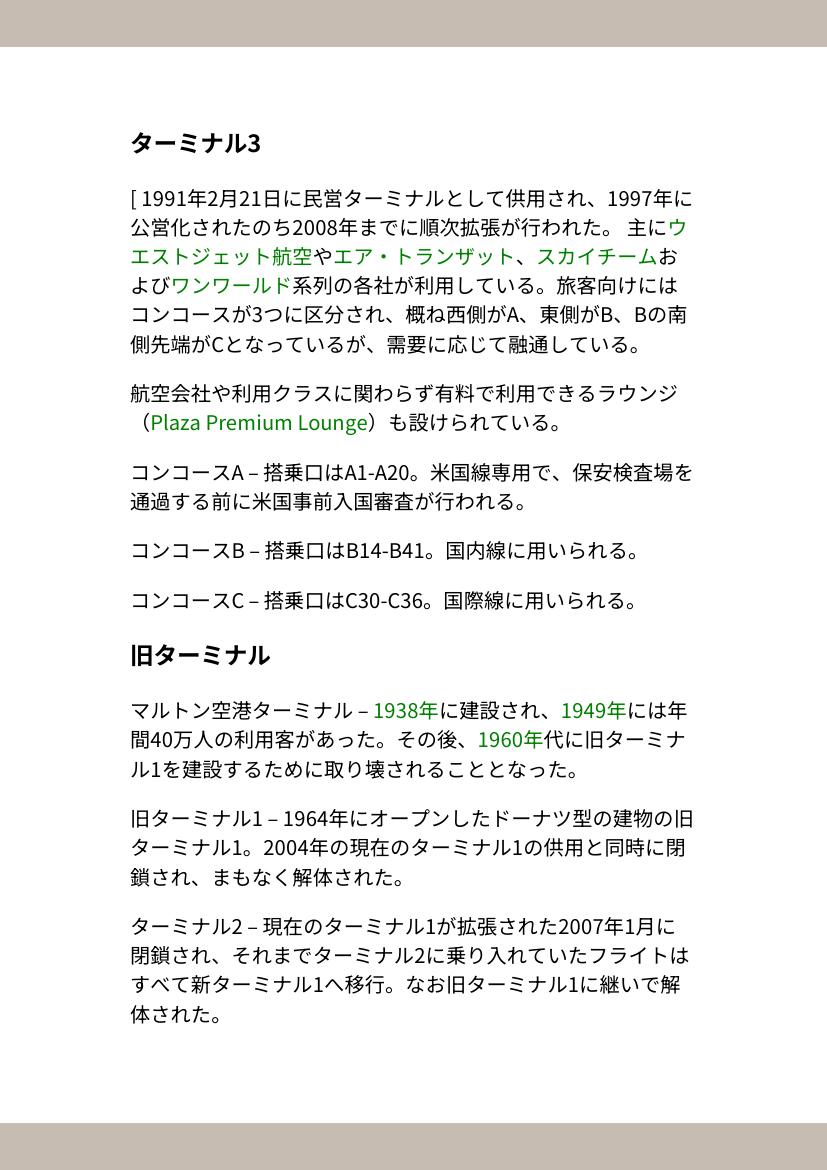 ターミナル3
[ 1991年2月21日に民営ターミナルとして供用され、1997年に
公営化されたのち2008年までに順次拡張が行われた。 主にウ
エストジェット航空やエア・トランザット、スカイチームお
よびワンワールド系列の各社が利用している。旅客向けには
コンコースが3つに区分され、概ね西側がA、東側がB、Bの南
側先端がCとなっているが、需要に応じて融通している。
航空会社や利用クラスに関わらず有料で利用できるラウンジ
（Plaza Premium Lounge）も設けられている。
コンコースA – 搭乗口はA1-A20。米国線専用で、保安検査場を
通過する前に米国事前入国審査が行われる。
コンコースB – 搭乗口はB14-B41。国内線に用いられる。
コンコースC – 搭乗口はC30-C36。国際線に用いられる。
旧ターミナル
マルトン空港ターミナル – 1938年に建設され、1949年には年
間40万人の利用客があった。その後、1960年代に旧ターミナ
ル1を建設するために取り壊されることとなった。
旧ターミナル1 – 1964年にオープンしたドーナツ型の建物の旧
ターミナル1。2004年の現在のターミナル1の供用と同時に閉
鎖され、まもなく解体された。
ターミナル2 – 現在のターミナル1が拡張された2007年1月に
閉鎖され、それまでターミナル2に乗り入れていたフライトは
すべて新ターミナル1へ移行。なお旧ターミナル1に継いで解
体された。